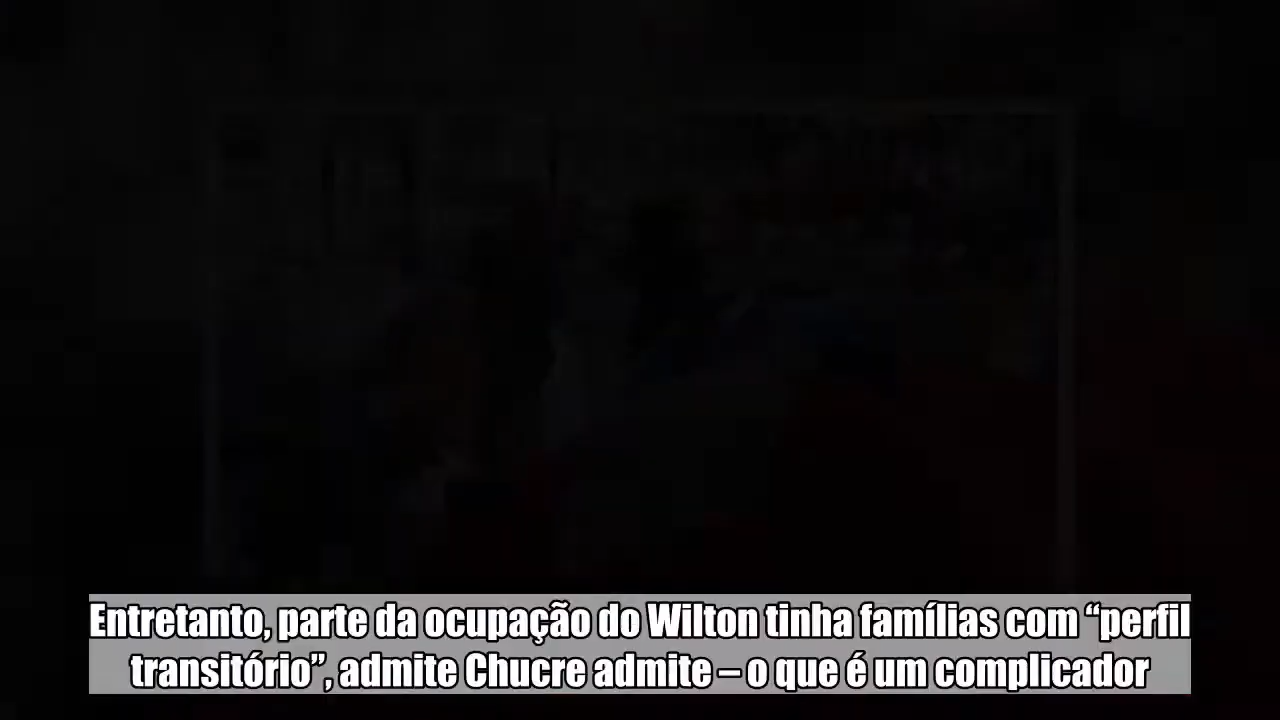 Entretanto, parte da ocupação do Wilton tinha famílias com “perfil
transitório”, admite Chucre admite – o que é um complicador